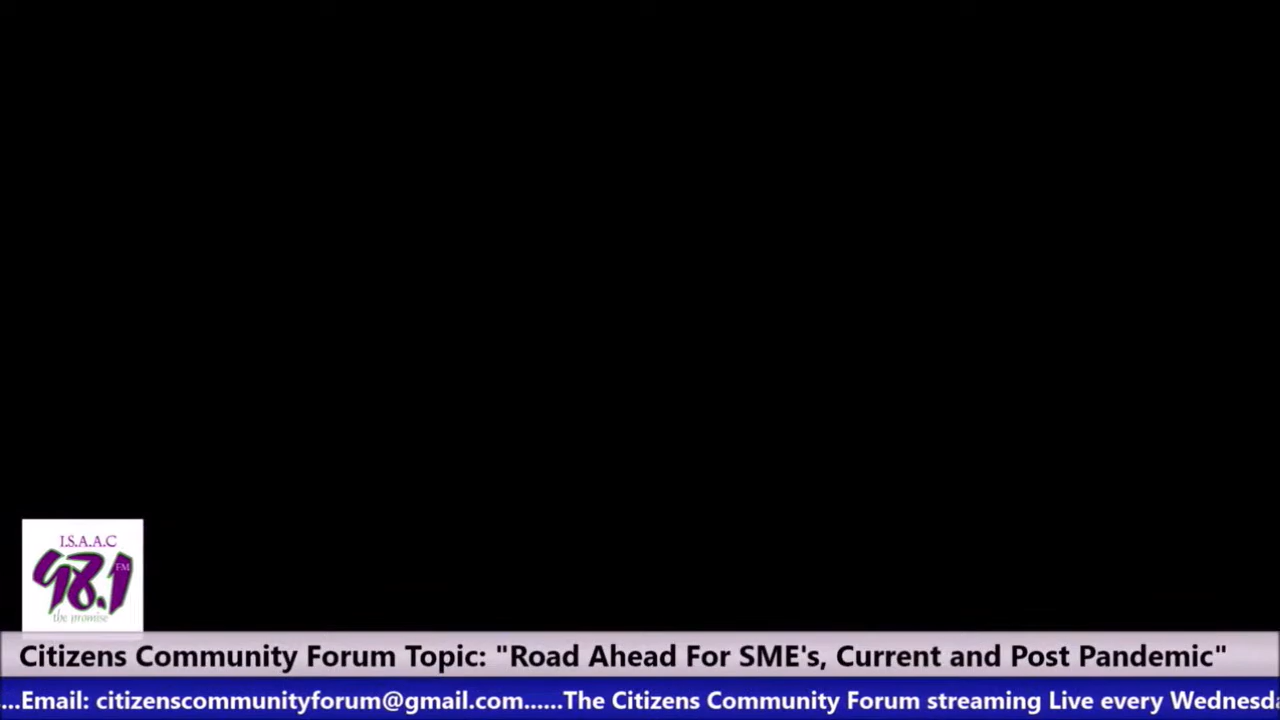 I.S.A.A.C
98.1 FM
the promise
Citizens Community Forum Topic: "Road Ahead For SME's, Current and Post Pandemic"
...Email: citizenscommunityforum@gmail.com......The Citizens Community Forum streaming Live every Wednesda